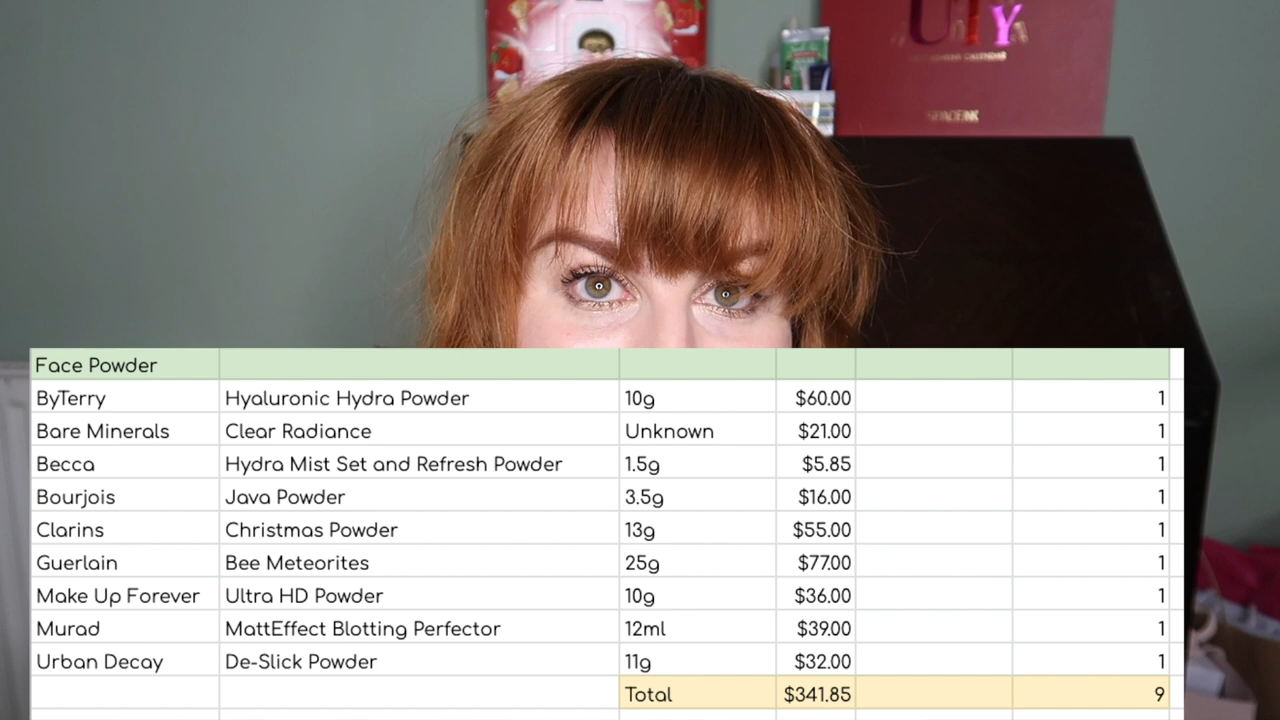 UTY
ADVENT CALENDAR
SPACENK
Face Powder
ByTerry Hyaluronic Hydra Powder 10g $60.00 1
Bare Minerals Clear Radiance Unknown $21.00 1
Becca Hydra Mist Set and Refresh Powder 1.5g $5.85 1
Bourjois Java Powder 3.5g $16.00 1
Clarins Christmas Powder 13g $55.00 1
Guerlain Bee Meteorites 25g $77.00 1
Make Up Forever Ultra HD Powder 10g $36.00 1
Murad MattEffect Blotting Perfector 12ml $39.00 1
Urban Decay De-Slick Powder 11g $32.00 1
Total $341.85 9